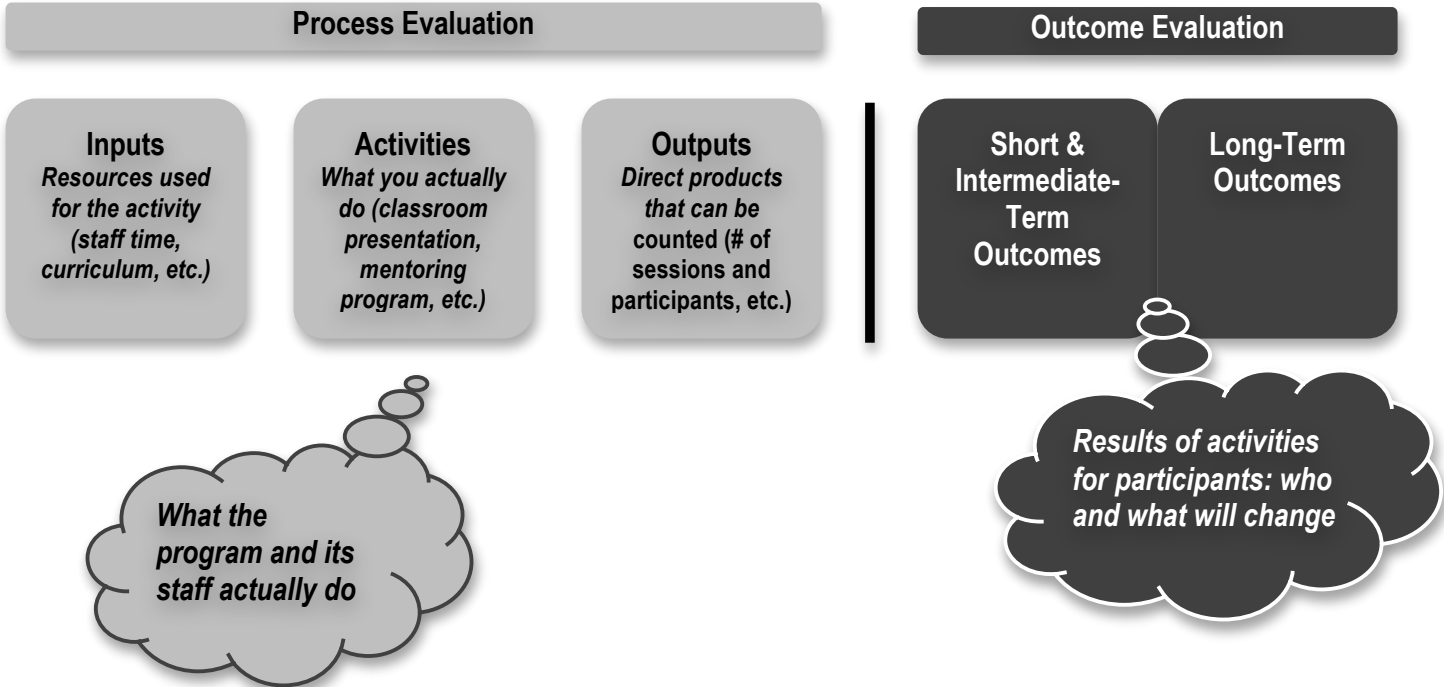 Process Evaluation
Outcome Evaluation
Inputs
Resources used
for the activity
(staff time,
curriculum, etc.)
Activities
What you actually
do (classroom
presentation,
mentoring
program, etc.)
Outputs
Direct products
that can be
counted (# of
sessions and
participants, etc.)
Short &
Intermediate-
Term
Outcomes
Long-Term
Outcomes
What the
program and its
staff actually do
Results of activities
for participants: who
and what will change